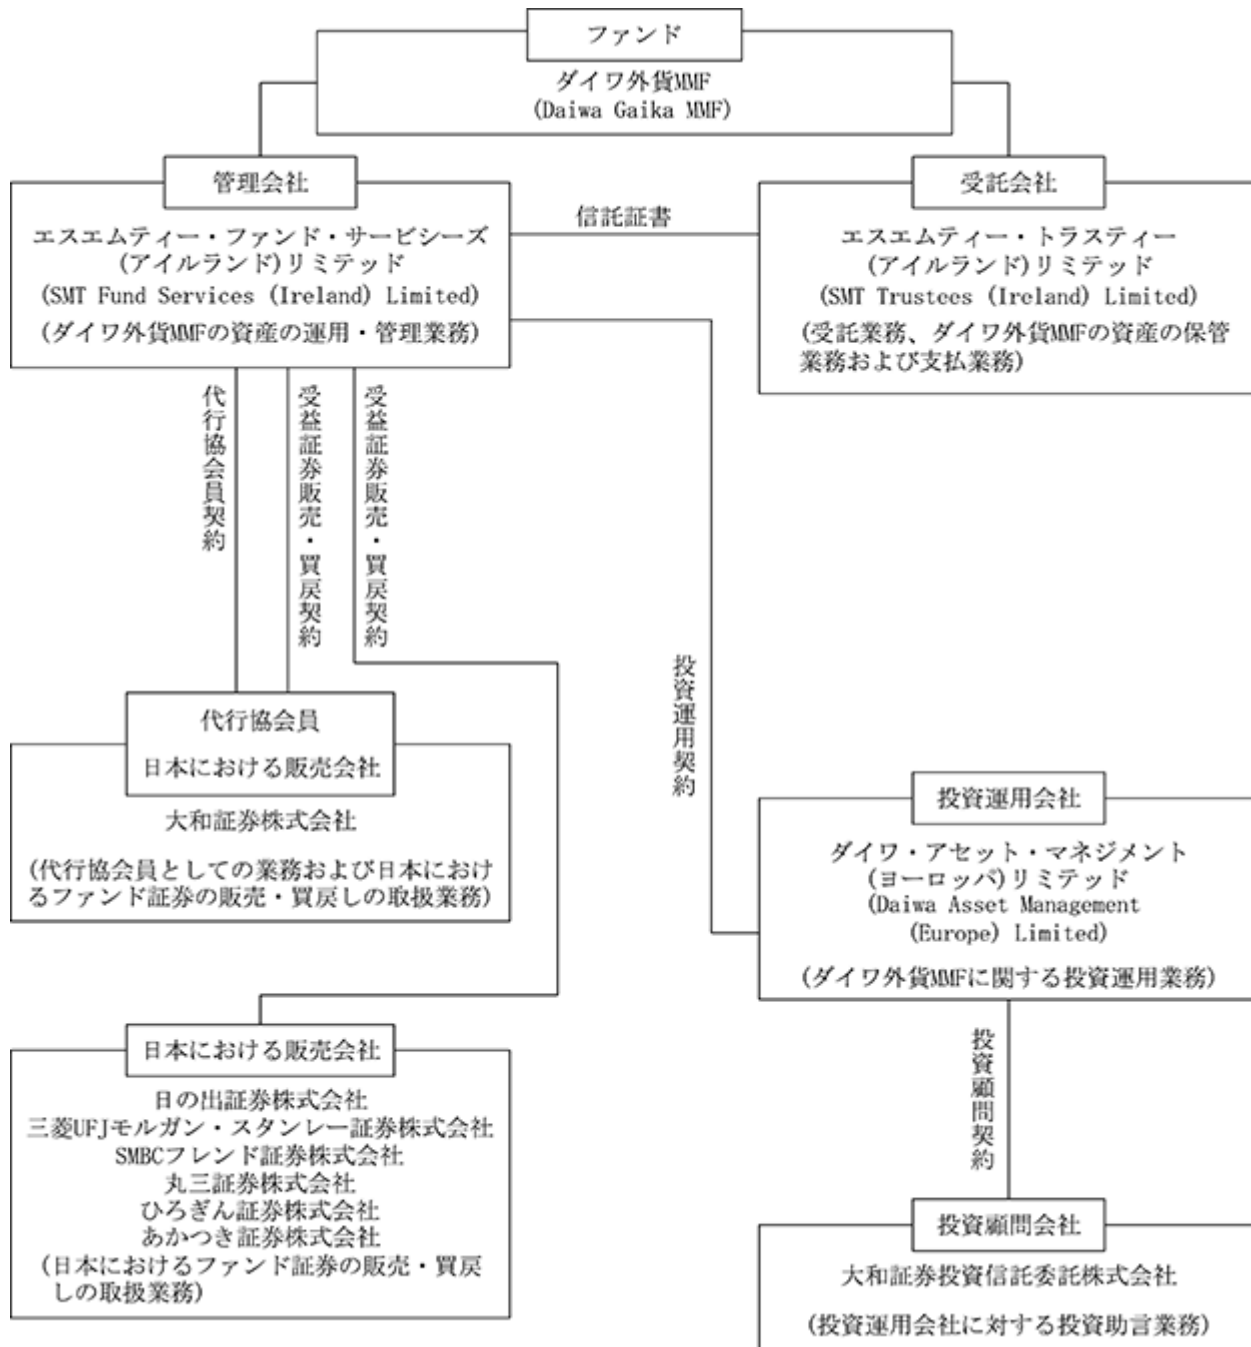 ファンド
ダイワ外貨MMF
(Daiwa Gaika MMF)
管理会社
エスエムティー・ファンド・サービシーズ
(アイルランド)リミテッド
(SMT Fund Services (Ireland) Limited)
(ダイワ外貨MMFの資産の運用・管理業務)
信託証書
受託会社
エスエムティー・トラスティー
(アイルランド)リミテッド
(SMT Trustees (Ireland) Limited)
(受託業務、ダイワ外貨MMFの資産の保管
業務および支払業務)
代行協会員契約
受益証券販売・買戻契約
受益証券販売・買戻契約
投資運用契約
代行協会員
日本における販売会社
大和証券株式会社
(代行協会員としての業務および日本におけ
るファンド証券の販売・買戻しの取扱業務)
投資運用会社
ダイワ・アセット・マネジメント
(ヨーロッパ)リミテッド
(Daiwa Asset Management
(Europe) Limited)
(ダイワ外貨MMFに関する投資運用業務)
投資顧問契約
日本における販売会社
日の出証券株式会社
三菱UFJモルガン・スタンレー証券株式会社
SMBCフレンド証券株式会社
丸三証券株式会社
ひろぎん証券株式会社
あかつき証券株式会社
(日本におけるファンド証券の販売・買戻
しの取扱業務)
投資顧問会社
大和証券投資信託委託株式会社
(投資運用会社に対する投資助言業務)